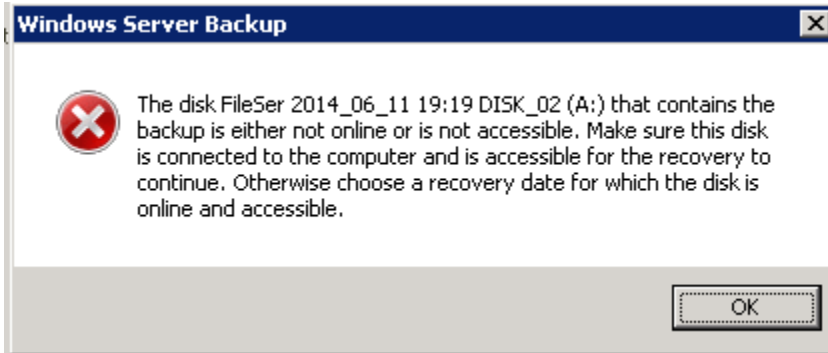 Windows Server Backup
The disk FileSer 2014_06_11 19:19 DISK_02 (A:) that contains the
backup is either not online or is not accessible. Make sure this disk
is connected to the computer and is accessible for the recovery to
continue. Otherwise choose a recovery date for which the disk is
online and accessible.
OK